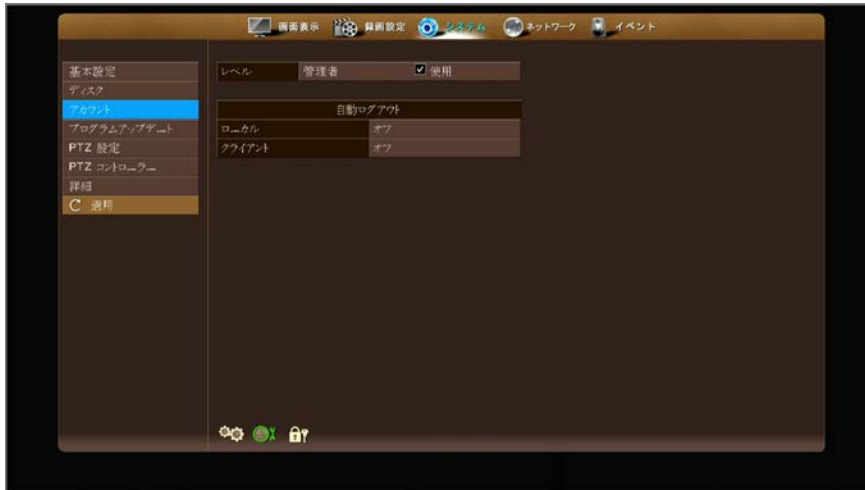 画面表示 録画設定 システム ネットワーク イベント
基本設定
ディスク
アカウント
プログラムアップデート
PTZ 設定
PTZ コントローラー
詳細
適用
レベル 管理者 使用
自動ログアウト
ローカル オフ
クライアント オフ